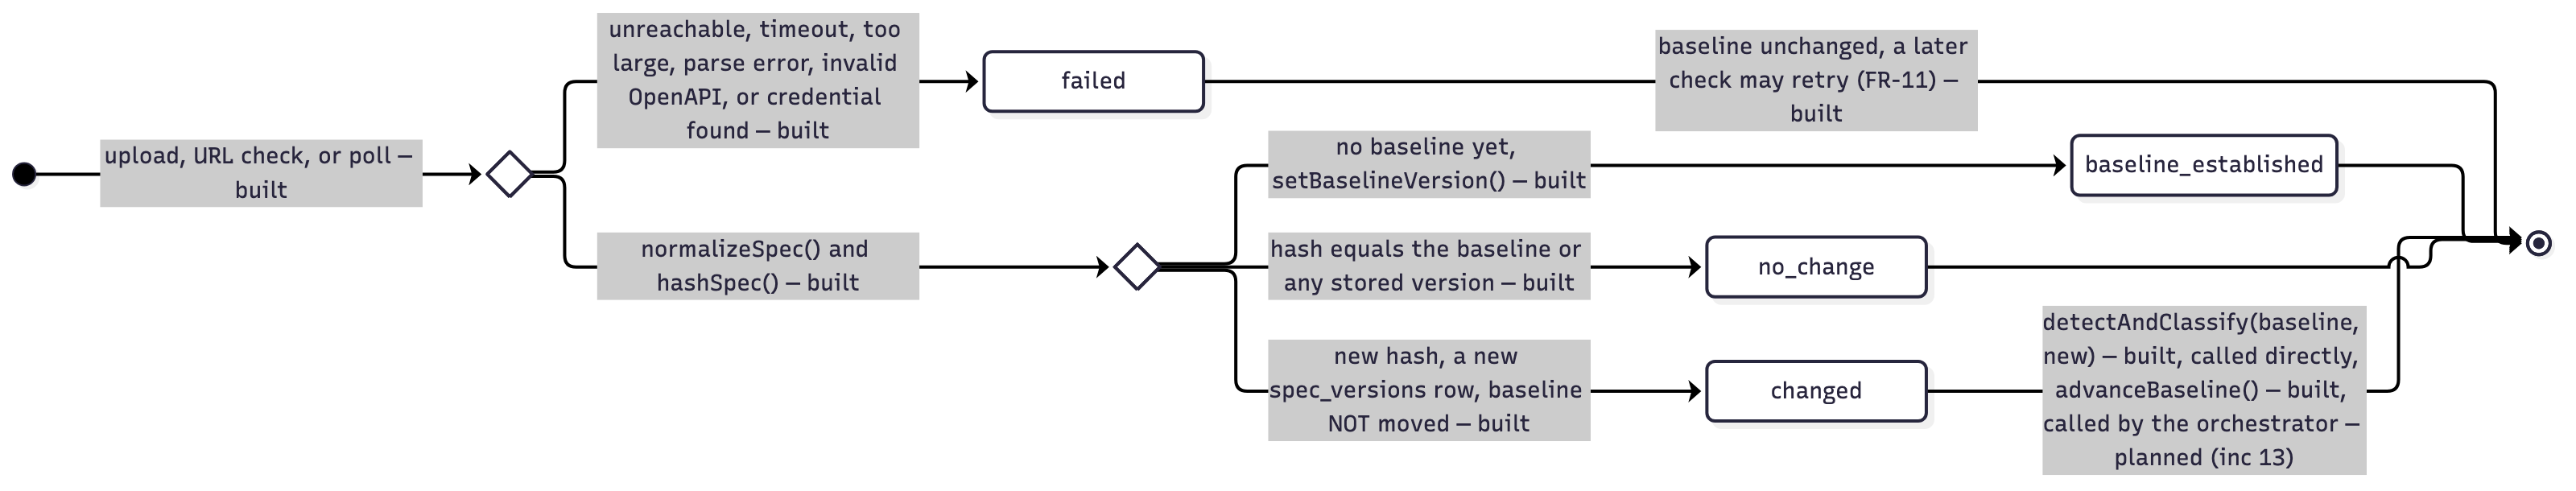 upload, URL check, or poll –
built
unreachable, timeout, too
large, parse error, invalid
OpenAPI, or credential
found – built
failed
baseline unchanged, a later
check may retry (FR-11) –
built
normalizeSpec() and
hashSpec() – built
no baseline yet,
setBaselineVersion() – built
baseline_established
hash equals the baseline or
any stored version – built
no_change
new hash, a new
spec_versions row, baseline
NOT moved – built
changed
detectAndClassify(baseline,
new) – built, called directly,
advanceBaseline() – built,
called by the orchestrator –
planned (inc 13)